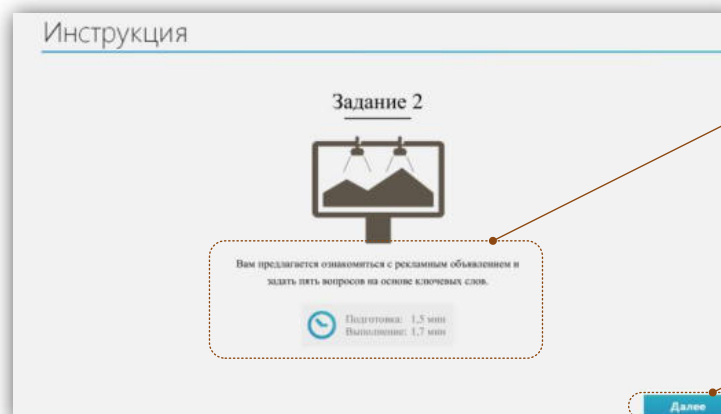 Инструкция
Задание 2
Вам предлагается ознакомиться с рекламным объявлением и
задать пять вопросов на основе ключевых слов.
Подготовка: 1,5 мин
Выполнение: 1,7 мин
Далее